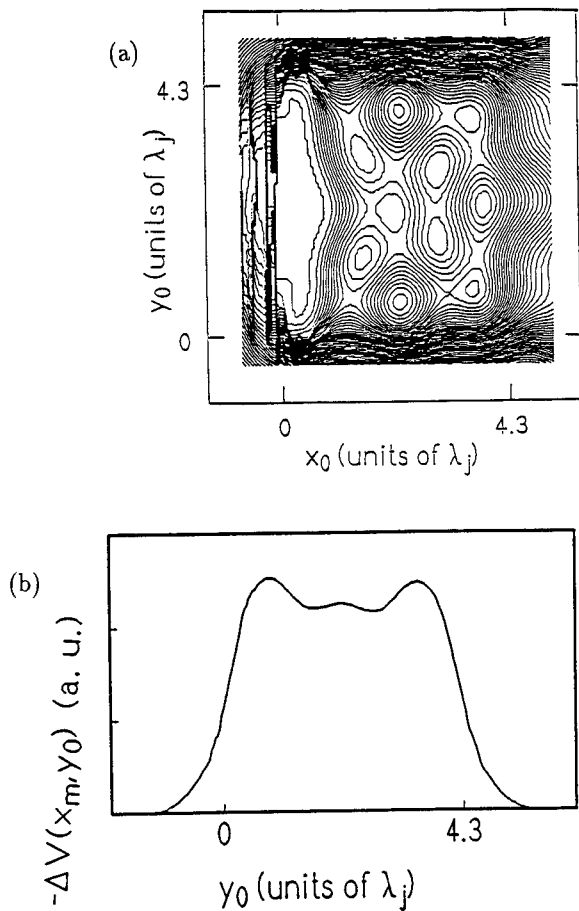 (a)
4.3
0
y₀ (units of λⱼ)
0
4.3
x₀ (units of λⱼ)
(b)
-ΔV(xₘ,y₀) (a. u.)
0
4.3
y₀ (units of λⱼ)